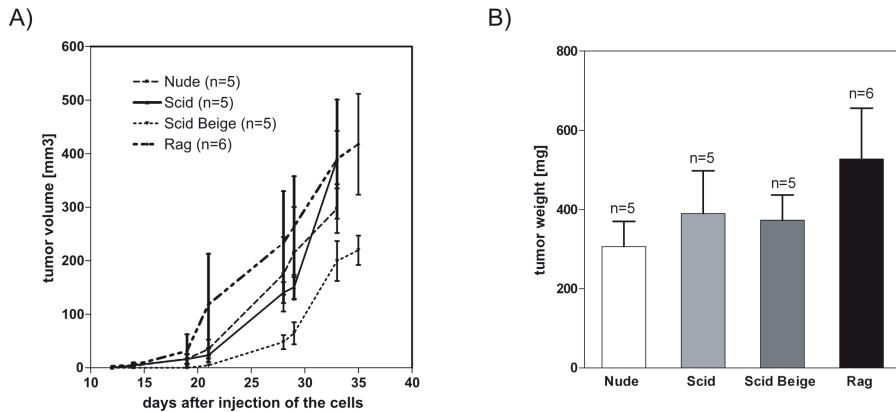 A)
600
500
400
300
200
100
0
tumor volume [mm3]
Nude (n=5)
Scid (n=5)
Scid Beige (n=5)
Rag (n=6)
10 15 20 25 30 35 40
days after injection of the cells
B)
800
600
400
200
0
tumor weight [mg]
n=5
n=5
n=5
n=6
Nude Scid Scid Beige Rag